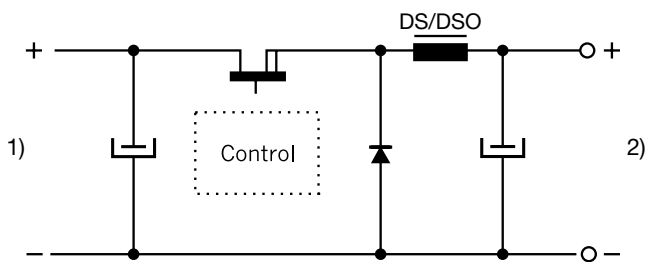 DS/DSO
+ +
1) Control 2)
– –